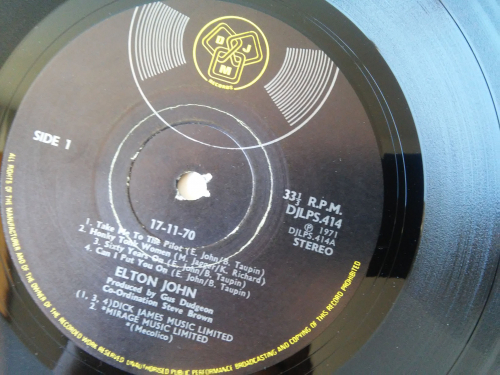 D J M
RECORDS
SIDE 1
33⅓ R.P.M.
DJLPS.414
Ⓟ 1971
DJLPS.414A
STEREO
17-11-70
1. Take Me To The Pilot (E. John/B. Taupin)
2. Honky Tonk Women (M. Jagger/K. Richard)
3. Sixty Years On (E. John/B. Taupin)
4. Can I Put You On (E. John/B. Taupin)
ELTON JOHN
Produced by Gus Dudgeon
Co-Ordination Steve Brown
(1, 3, 4) DICK JAMES MUSIC LIMITED
2. *MIRAGE MUSIC LIMITED
*(Mecolico)
ALL RIGHTS OF THE MANUFACTURER AND OF THE OWNER OF THE RECORDED WORK RESERVED UNAUTHORISED PUBLIC PERFORMANCE BROADCASTING AND COPYING OF THIS RECORD PROHIBITED